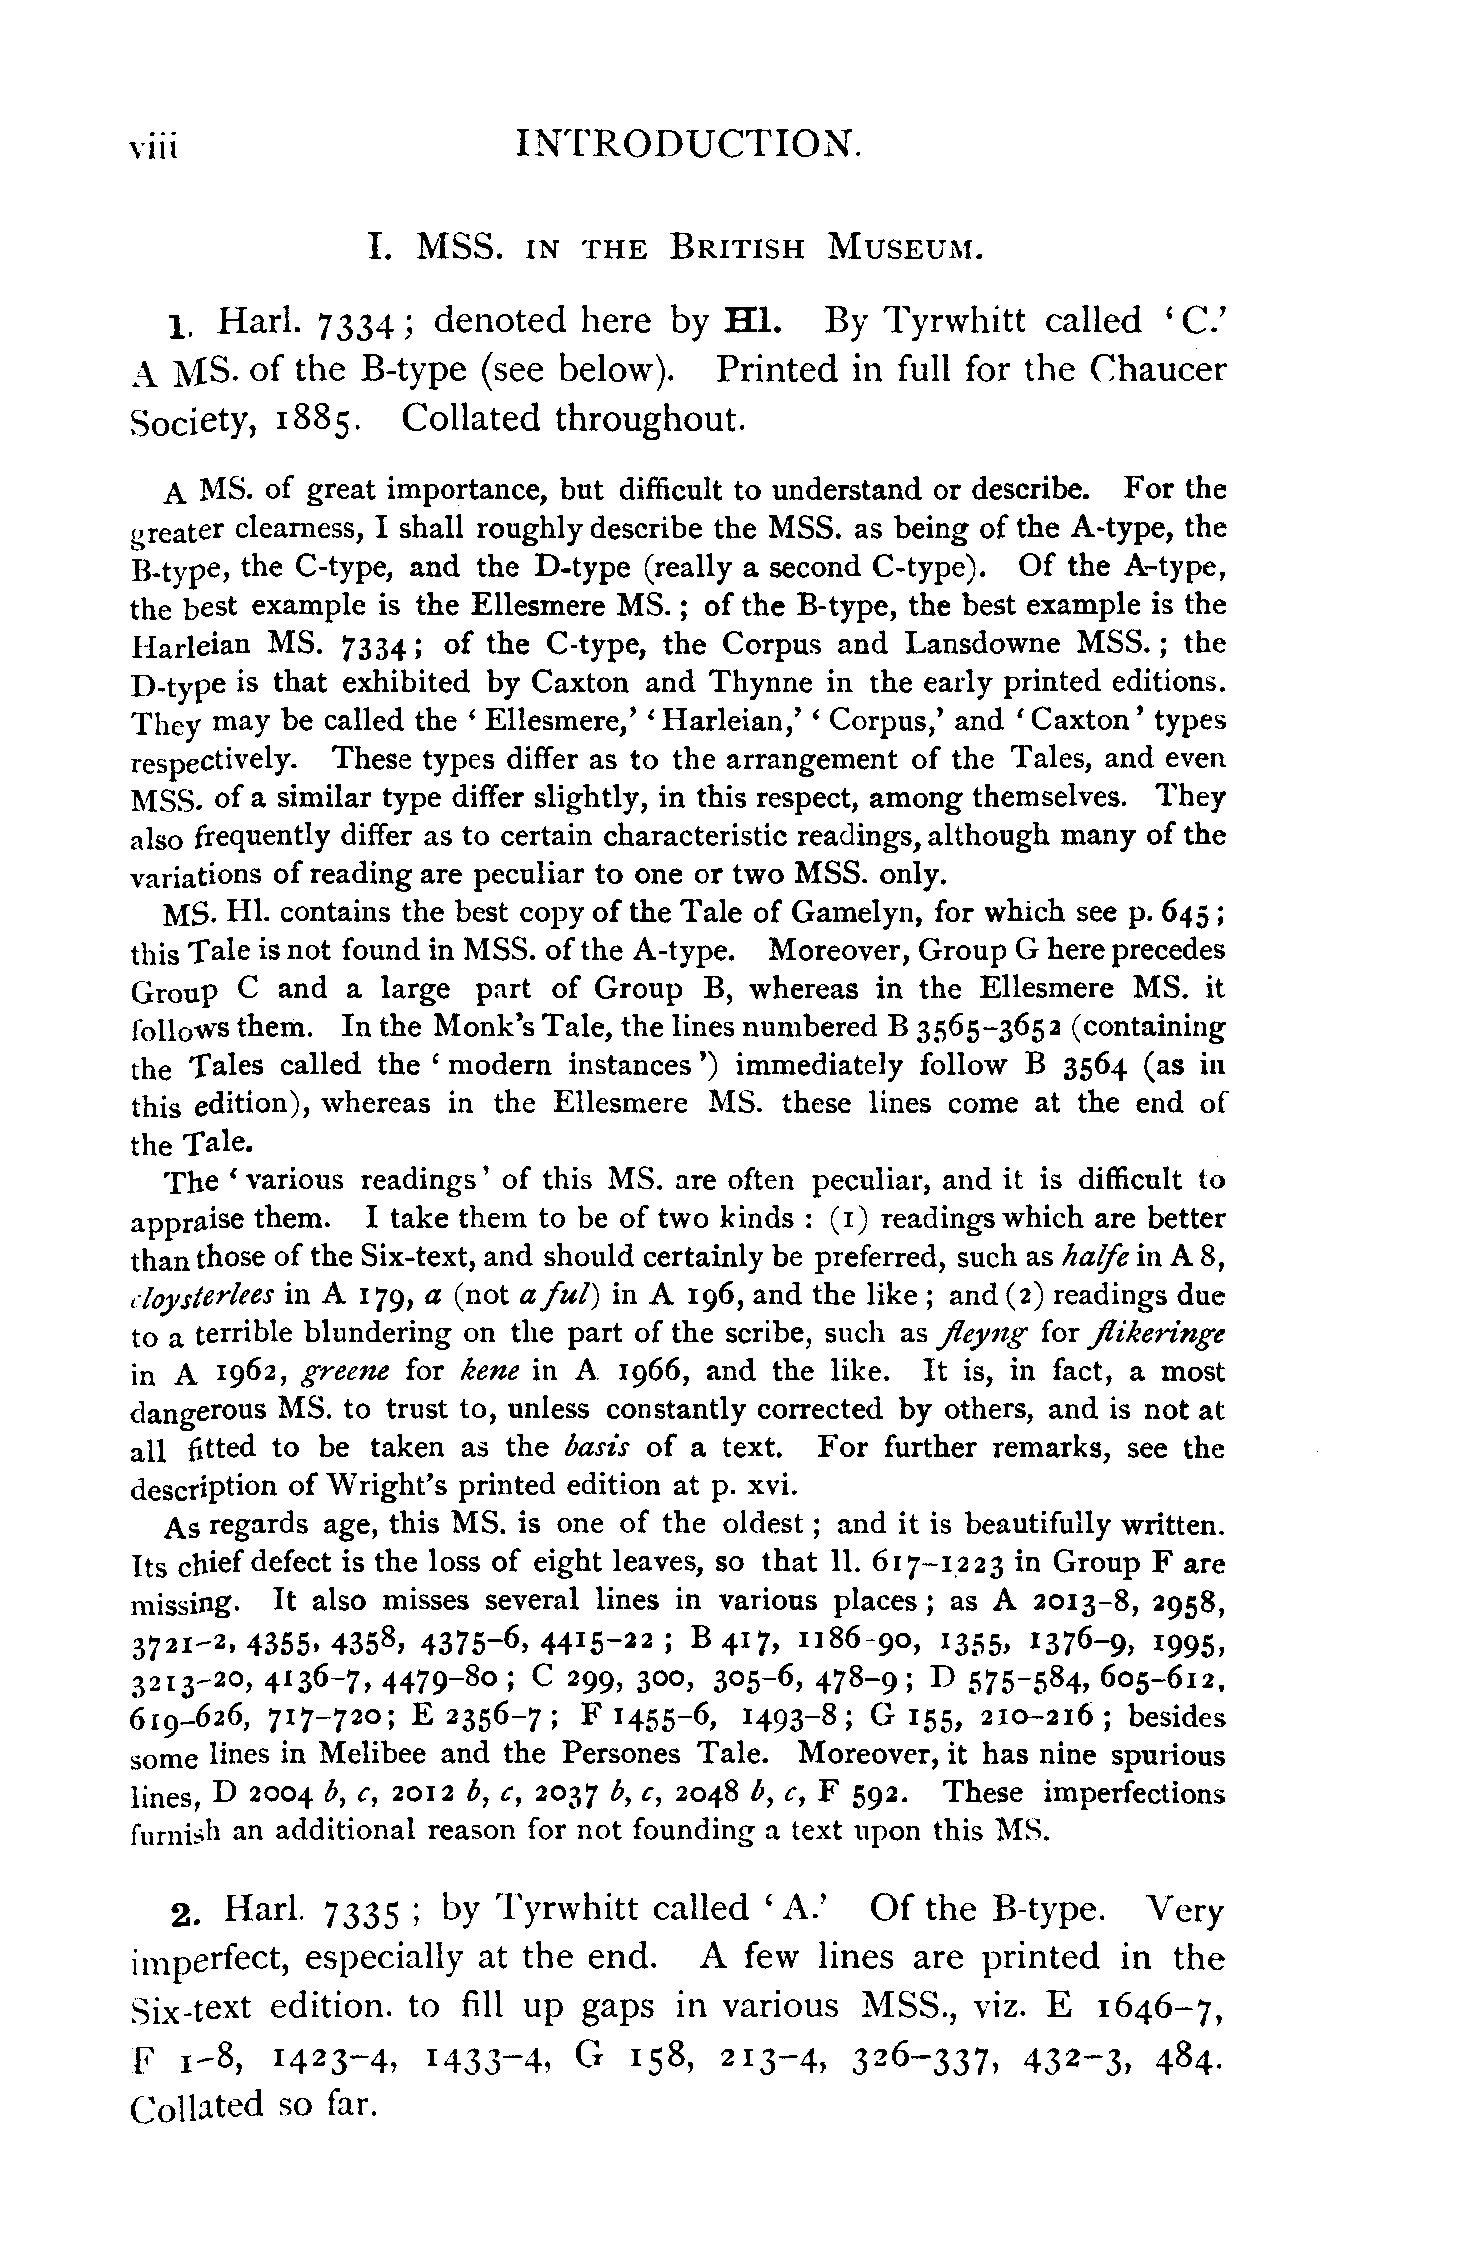 viii INTRODUCTION.
I. MSS. IN THE BRITISH MUSEUM.
1. Harl. 7334; denoted here by Hl. By Tyrwhitt called ‘C.’
A MS. of the B-type (see below). Printed in full for the Chaucer
Society, 1885. Collated throughout.
A MS. of great importance, but difficult to understand or describe. For the
greater clearness, I shall roughly describe the MSS. as being of the A-type, the
B-type, the C-type, and the D-type (really a second C-type). Of the A-type,
the best example is the Ellesmere MS.; of the B-type, the best example is the
Harleian MS. 7334; of the C-type, the Corpus and Lansdowne MSS.; the
D-type is that exhibited by Caxton and Thynne in the early printed editions.
They may be called the ‘Ellesmere,’ ‘Harleian,’ ‘Corpus,’ and ‘Caxton’ types
respectively. These types differ as to the arrangement of the Tales, and even
MSS. of a similar type differ slightly, in this respect, among themselves. They
also frequently differ as to certain characteristic readings, although many of the
variations of reading are peculiar to one or two MSS. only.
MS. Hl. contains the best copy of the Tale of Gamelyn, for which see p. 645;
this Tale is not found in MSS. of the A-type. Moreover, Group G here precedes
Group C and a large part of Group B, whereas in the Ellesmere MS. it
follows them. In the Monk's Tale, the lines numbered B 3565-3652 (containing
the Tales called the ‘modern instances’) immediately follow B 3564 (as in
this edition), whereas in the Ellesmere MS. these lines come at the end of
the Tale.
The ‘various readings’ of this MS. are often peculiar, and it is difficult to
appraise them. I take them to be of two kinds: (1) readings which are better
than those of the Six-text, and should certainly be preferred, such as halfe in A 8,
cloysterlees in A 179, a (not a ful) in A 196, and the like; and (2) readings due
to a terrible blundering on the part of the scribe, such as fleyng for flikeringe
in A 1962, greene for kene in A 1966, and the like. It is, in fact, a most
dangerous MS. to trust to, unless constantly corrected by others, and is not at
all fitted to be taken as the basis of a text. For further remarks, see the
description of Wright's printed edition at p. xvi.
As regards age, this MS. is one of the oldest; and it is beautifully written.
Its chief defect is the loss of eight leaves, so that ll. 617-1223 in Group F are
missing. It also misses several lines in various places; as A 2013-8, 2958,
3721-2, 4355, 4358, 4375-6, 4415-22; B 417, 1186-90, 1355, 1376-9, 1995,
3213-20, 4136-7, 4479-80; C 299, 300, 305-6, 478-9; D 575-584, 605-612,
619-626, 717-720; E 2356-7; F 1455-6, 1493-8; G 155, 210-216; besides
some lines in Melibee and the Persones Tale. Moreover, it has nine spurious
lines, D 2004 b, c, 2012 b, c, 2037 b, c, 2048 b, c, F 592. These imperfections
furnish an additional reason for not founding a text upon this MS.
2. Harl. 7335; by Tyrwhitt called ‘A.’ Of the B-type. Very
imperfect, especially at the end. A few lines are printed in the
Six-text edition. to fill up gaps in various MSS., viz. E 1646-7,
F 1-8, 1423-4, 1433-4, G 158, 213-4, 326-337, 432-3, 484.
Collated so far.